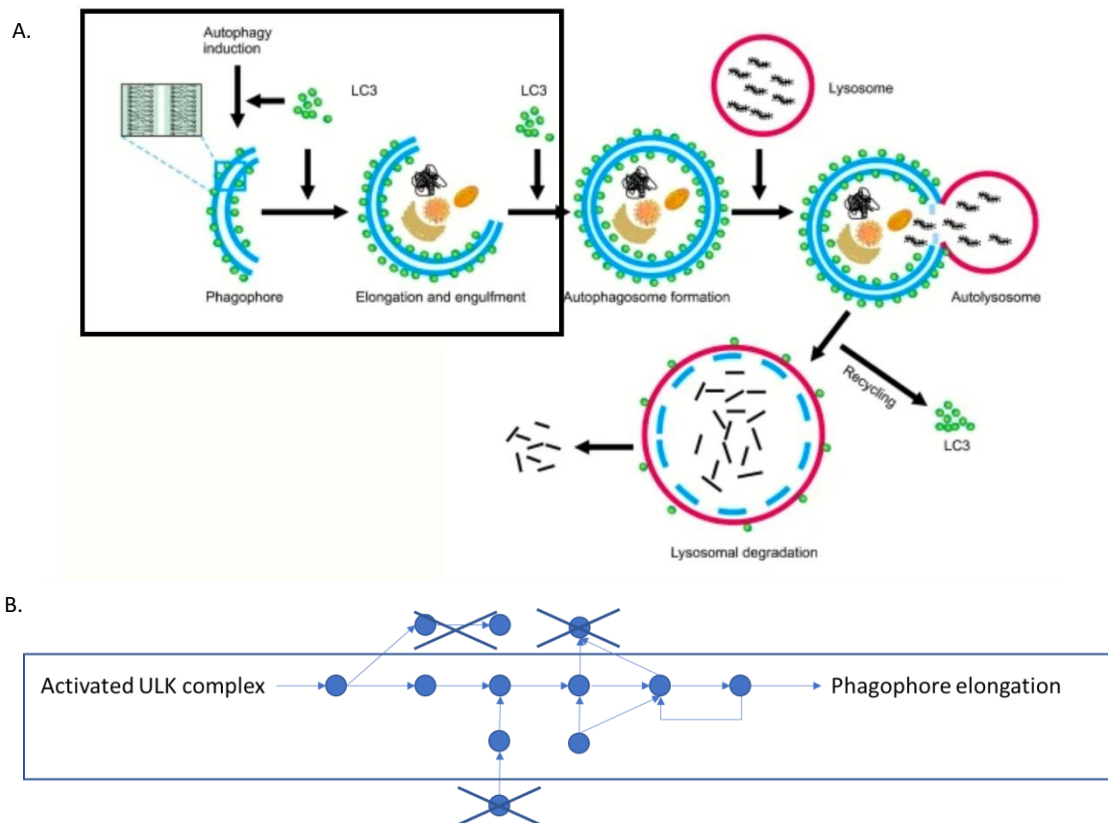 A.
Autophagy
induction
LC3
LC3
Lysosome
Phagophore
Elongation and engulfment
Autophagosome formation
Autolysosome
Recycling
LC3
Lysosomal degradation
B.
Activated ULK complex
Phagophore elongation